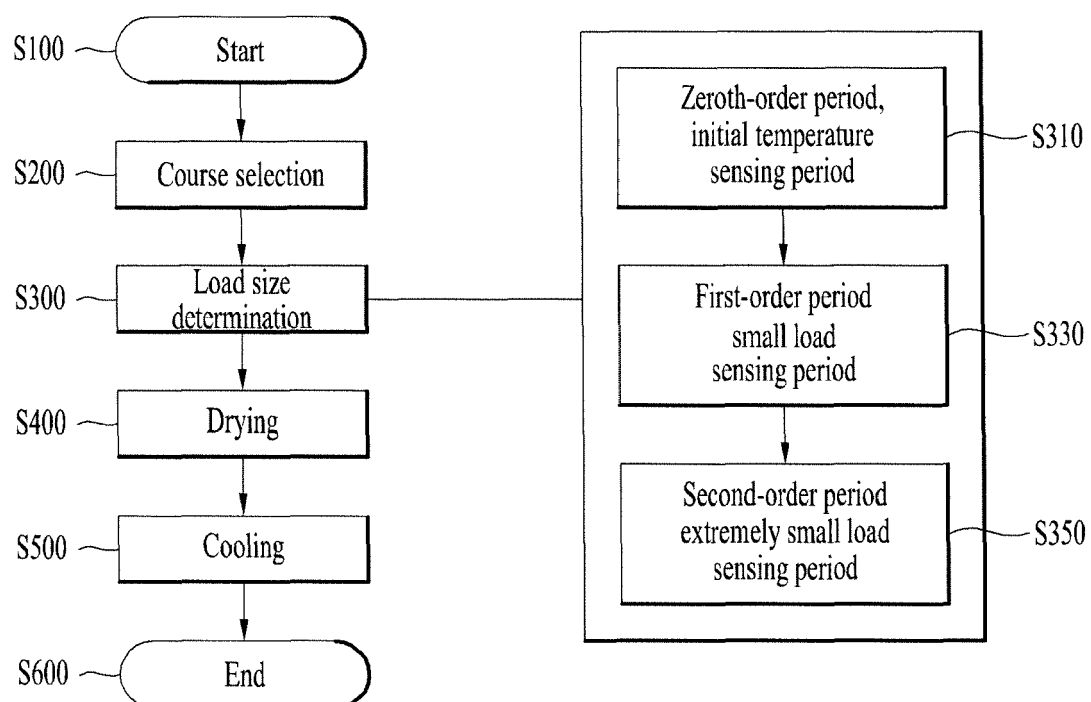 S100
Start
S200
Course selection
S300
Load size
determination
S400
Drying
S500
Cooling
S600
End
Zeroth-order period,
initial temperature
sensing period
S310
First-order period
small load
sensing period
S330
Second-order period
extremely small load
sensing period
S350